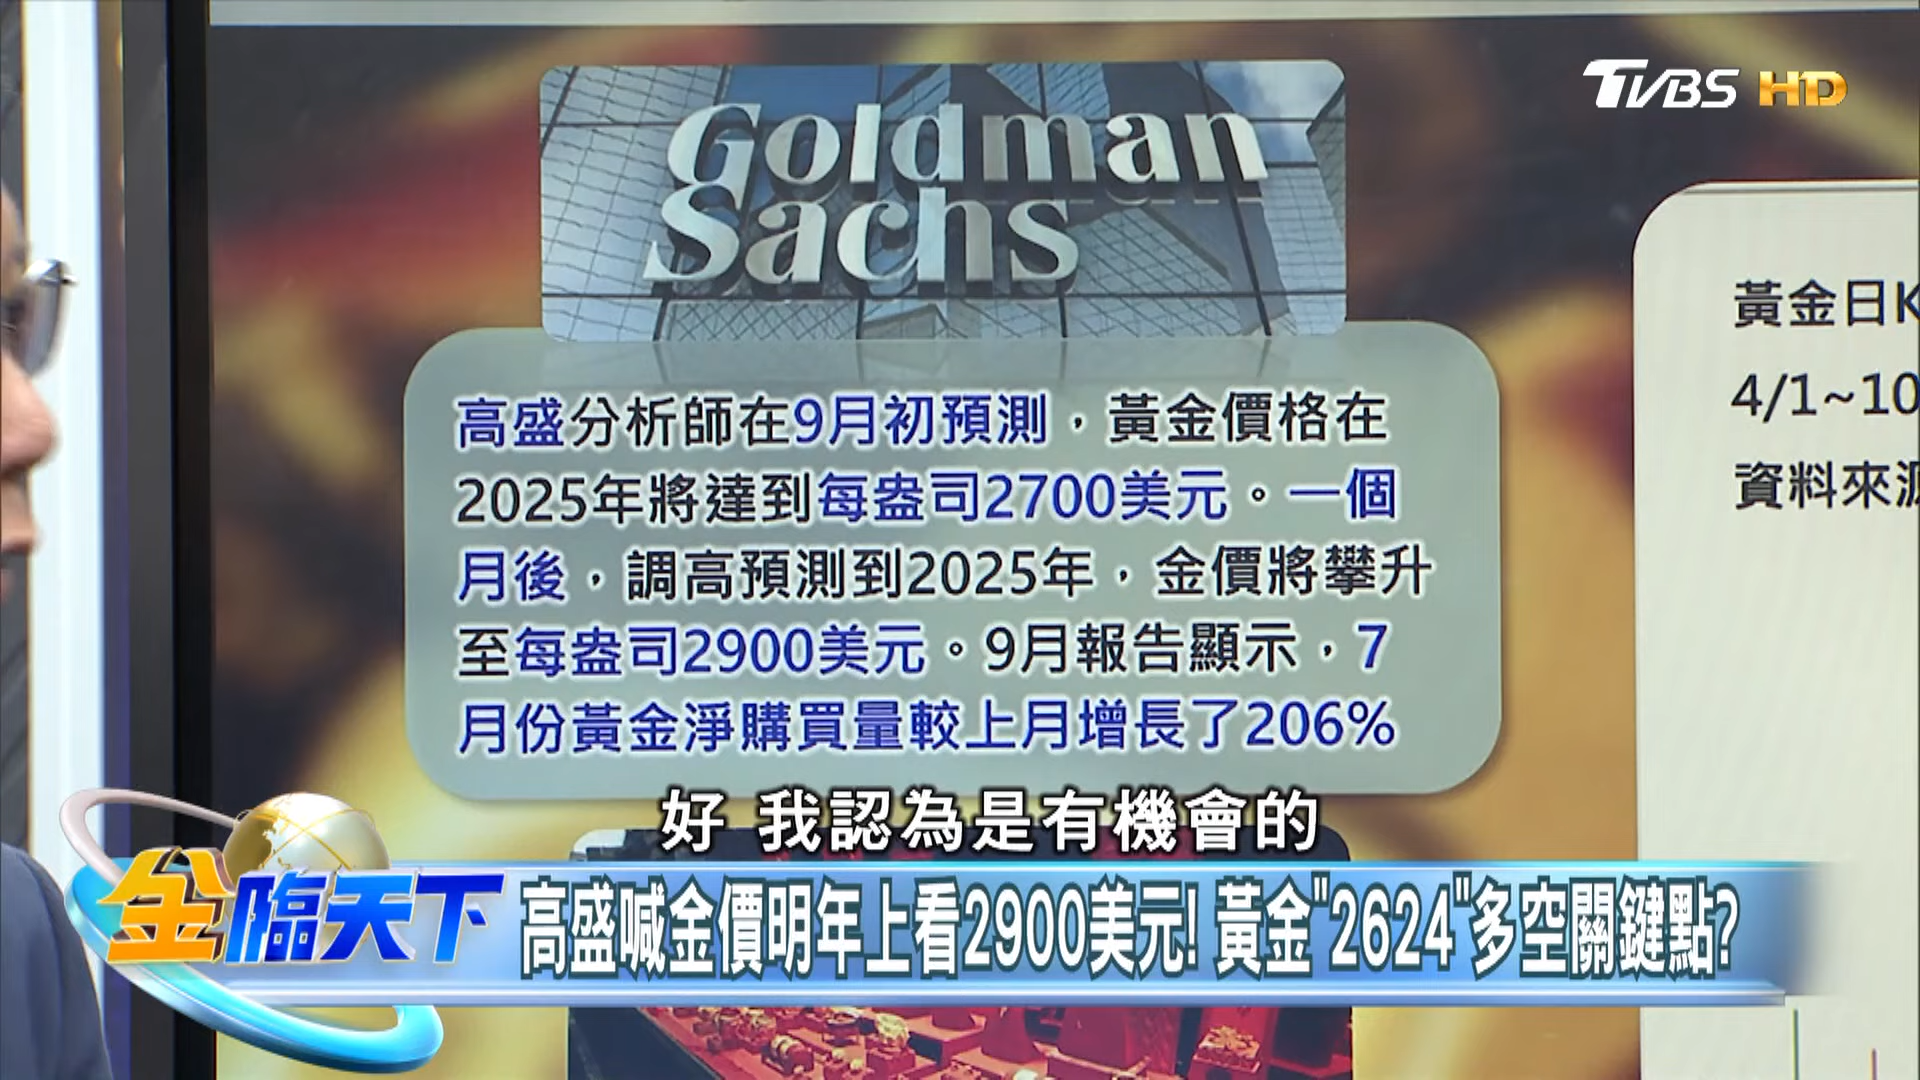 TVBS HD
Goldman
Sachs
高盛分析師在9月初預測，黃金價格在
2025年將達到每盎司2700美元。一個
月後，調高預測到2025年，金價將攀升
至每盎司2900美元。9月報告顯示，7
月份黃金淨購買量較上月增長了206%
黃金日K
4/1~10
資料來源
好 我認為是有機會的
金臨天下
高盛喊金價明年上看2900美元! 黃金"2624"多空關鍵點?